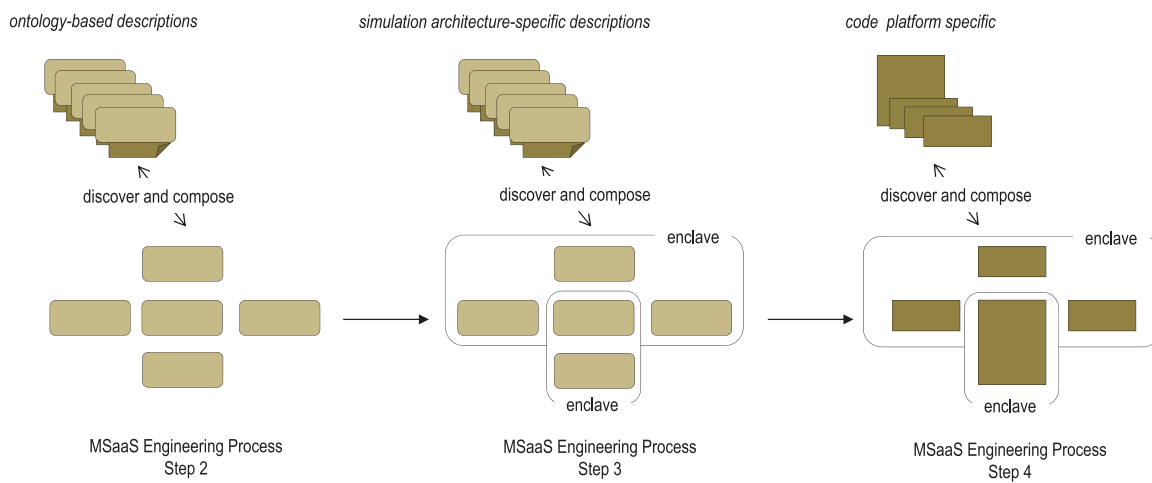 ontology-based descriptions
simulation architecture-specific descriptions
code platform specific
discover and compose
discover and compose
discover and compose
enclave
enclave
enclave
enclave
MSaaS Engineering Process
Step 2
MSaaS Engineering Process
Step 3
MSaaS Engineering Process
Step 4